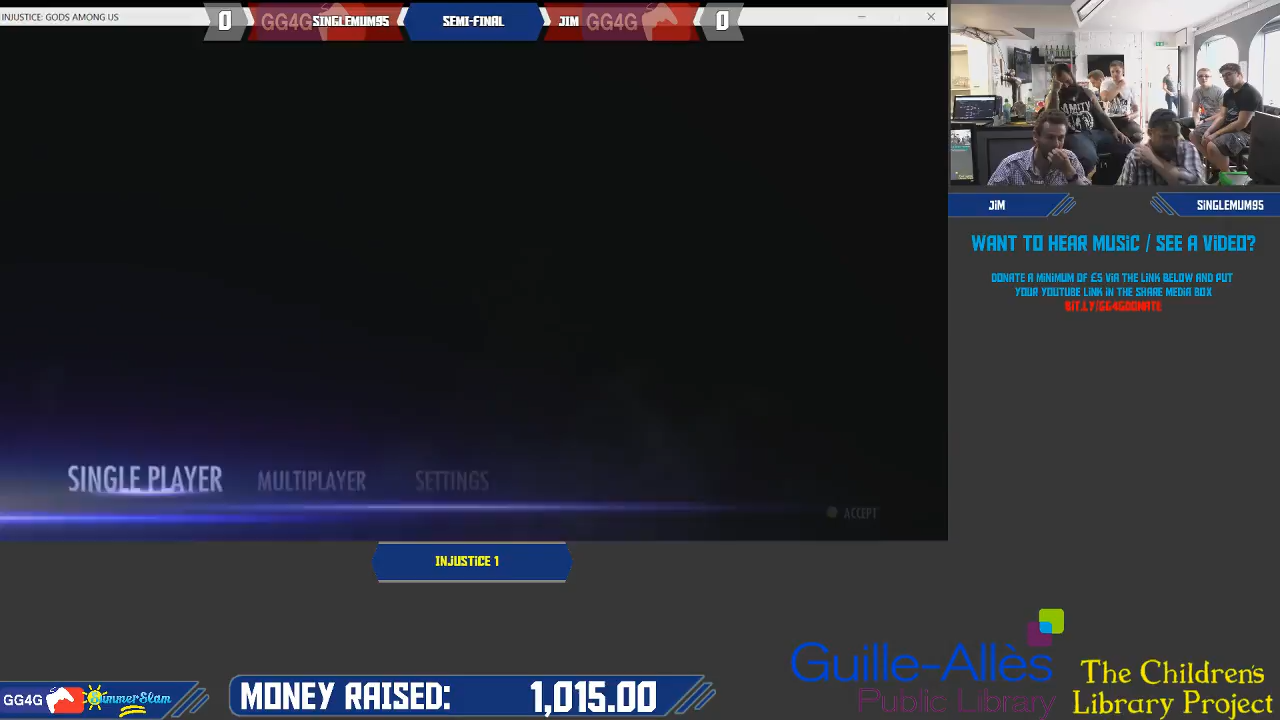 INJUSTICE: GODS AMONG US
0
GG4G SINGLEMUM95
SEMI-FINAL
JIM GG4G
0
JIM
SINGLEMUM95
WANT TO HEAR MUSIC / SEE A VIDEO?
DONATE A MINIMUM OF £5 VIA THE LINK BELOW AND PUT
YOUR YOUTUBE LINK IN THE SHARE MEDIA BOX
BIT.LY/GG4GDONATE
SINGLE PLAYER
MULTIPLAYER
SETTINGS
ACCEPT
INJUSTICE 1
Guille-Allès
Public Library
The Children's
Library Project
GG4G
SummerSlam
MONEY RAISED: 1,015.00